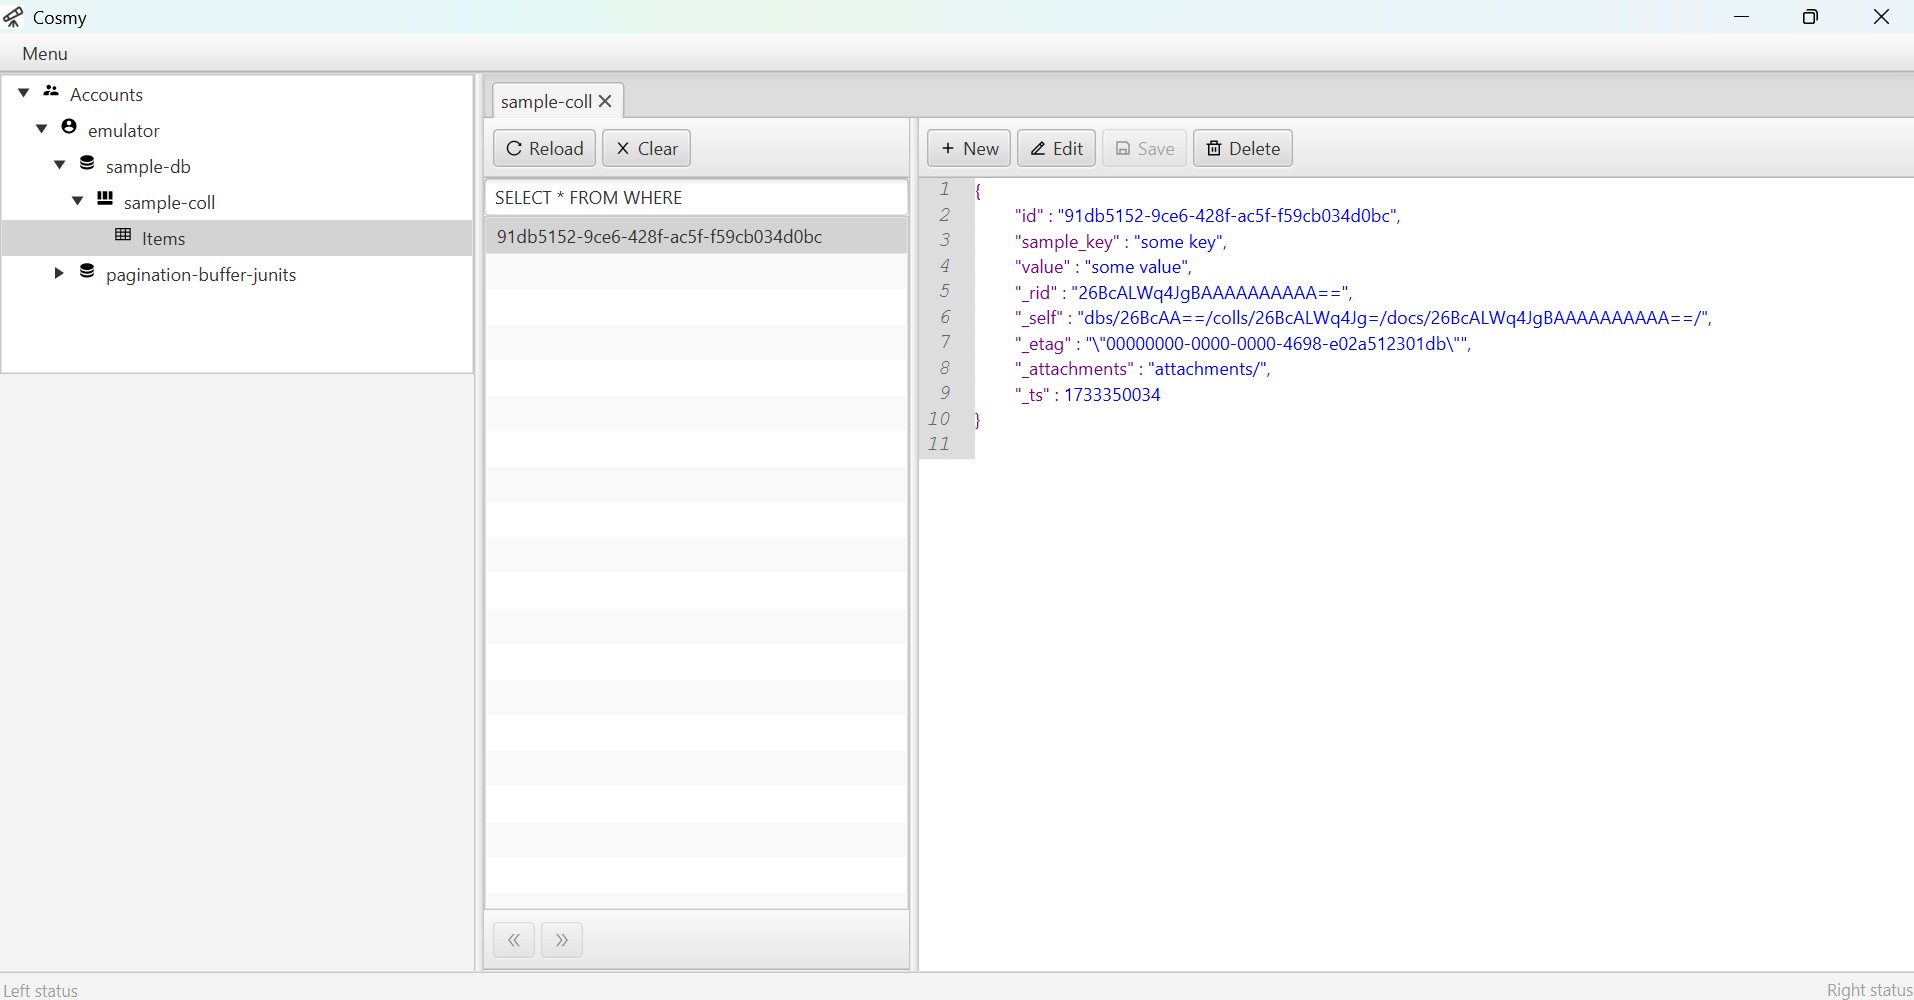 Cosmy
Menu
Accounts
emulator
sample-db
sample-coll
Items
pagination-buffer-junits
sample-coll
Reload Clear
SELECT * FROM WHERE
91db5152-9ce6-428f-ac5f-f59cb034d0bc
New Edit Save Delete
1 {
2 "id" : "91db5152-9ce6-428f-ac5f-f59cb034d0bc",
3 "sample_key" : "some key",
4 "value" : "some value",
5 "_rid" : "26BcALWq4JgBAAAAAAAAAA==",
6 "_self" : "dbs/26BcAA==/colls/26BcALWq4Jg=/docs/26BcALWq4JgBAAAAAAAAAA==/",
7 "_etag" : "\"00000000-0000-0000-4698-e02a512301db\"",
8 "_attachments" : "attachments/",
9 "_ts" : 1733350034
10 }
11
Left status
Right status